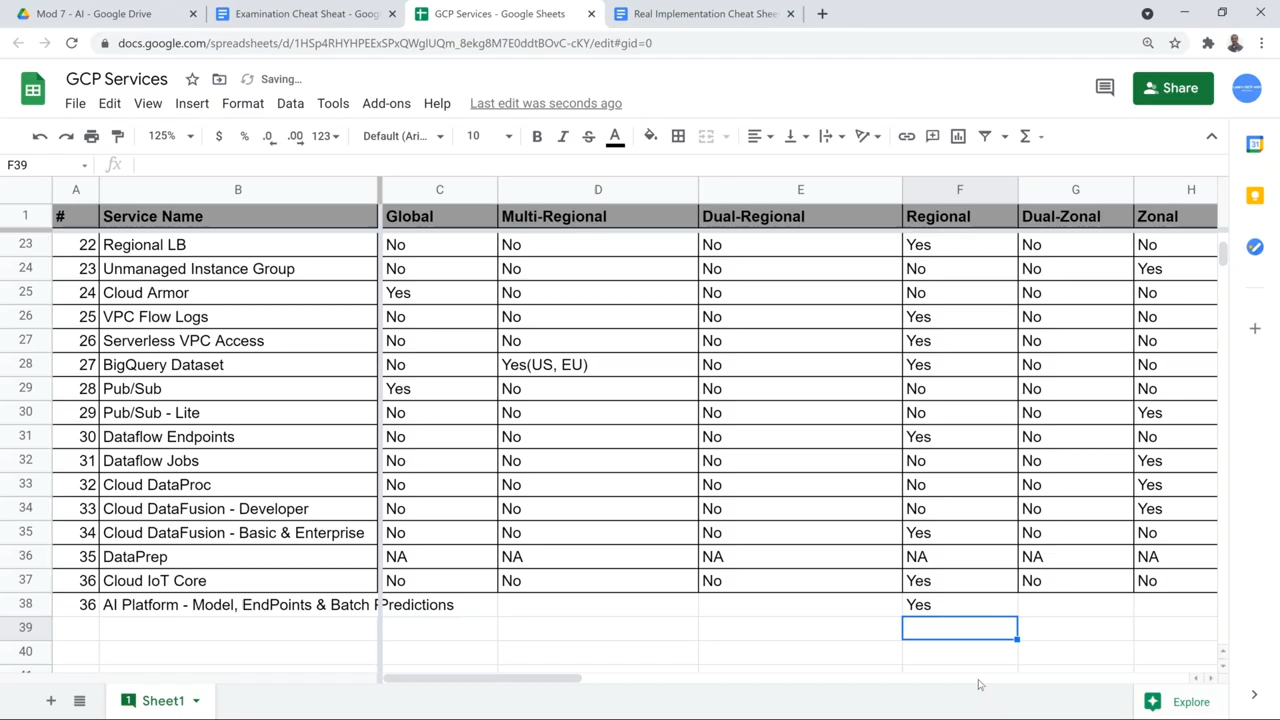 Mod 7 - AI - Google Drive
Examination Cheat Sheet - Googl
GCP Services - Google Sheets
Real Implementation Cheat Shee
docs.google.com/spreadsheets/d/1HSp4RHYHPEExSPxQWglUQm_8ekg8M7E0ddtBOvC-cKY/edit#gid=0
GCP Services
Saving...
File Edit View Insert Format Data Tools Add-ons Help Last edit was seconds ago
Share
125% $ % .0 .00 123 Default (Ari... 10 B I S A
F39 fx
A B C D E F G H
1 # Service Name Global Multi-Regional Dual-Regional Regional Dual-Zonal Zonal
23 22 Regional LB No No No Yes No No
24 23 Unmanaged Instance Group No No No No No Yes
25 24 Cloud Armor Yes No No No No No
26 25 VPC Flow Logs No No No Yes No No
27 26 Serverless VPC Access No No No Yes No No
28 27 BigQuery Dataset No Yes(US, EU) No Yes No No
29 28 Pub/Sub Yes No No No No No
30 29 Pub/Sub - Lite No No No No No Yes
31 30 Dataflow Endpoints No No No Yes No No
32 31 Dataflow Jobs No No No No No Yes
33 32 Cloud DataProc No No No No No Yes
34 33 Cloud DataFusion - Developer No No No No No Yes
35 34 Cloud DataFusion - Basic & Enterprise No No No Yes No No
36 35 DataPrep NA NA NA NA NA NA
37 36 Cloud IoT Core No No No Yes No No
38 36 AI Platform - Model, EndPoints & Batch Predictions Yes
39
40
1 Sheet1
Explore
31